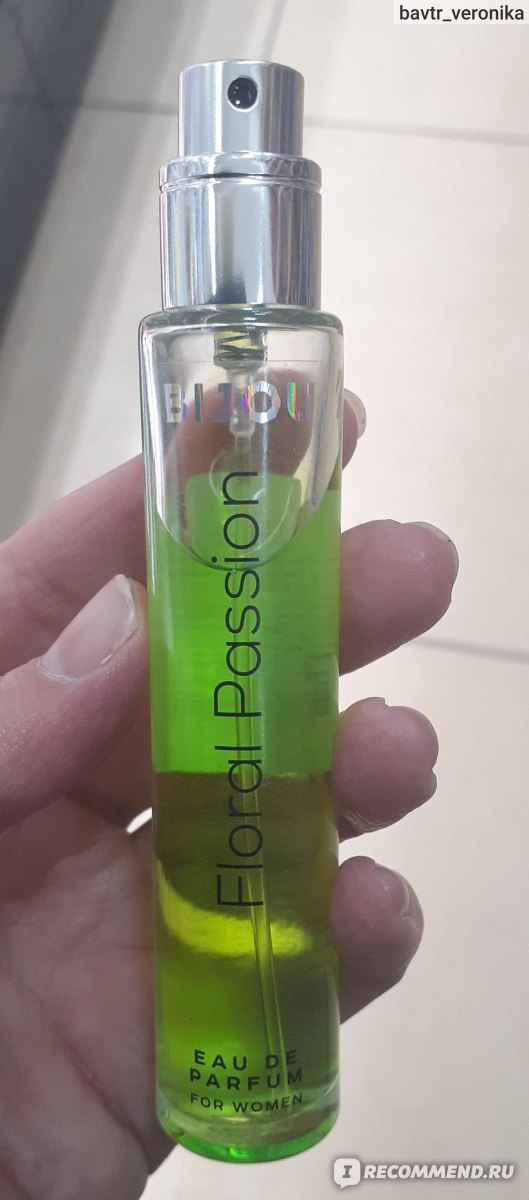 bavtr_veronika
BIJOU
Floral Passion
EAU DE
PARFUM
FOR WOMEN
I RECOMMEND.RU